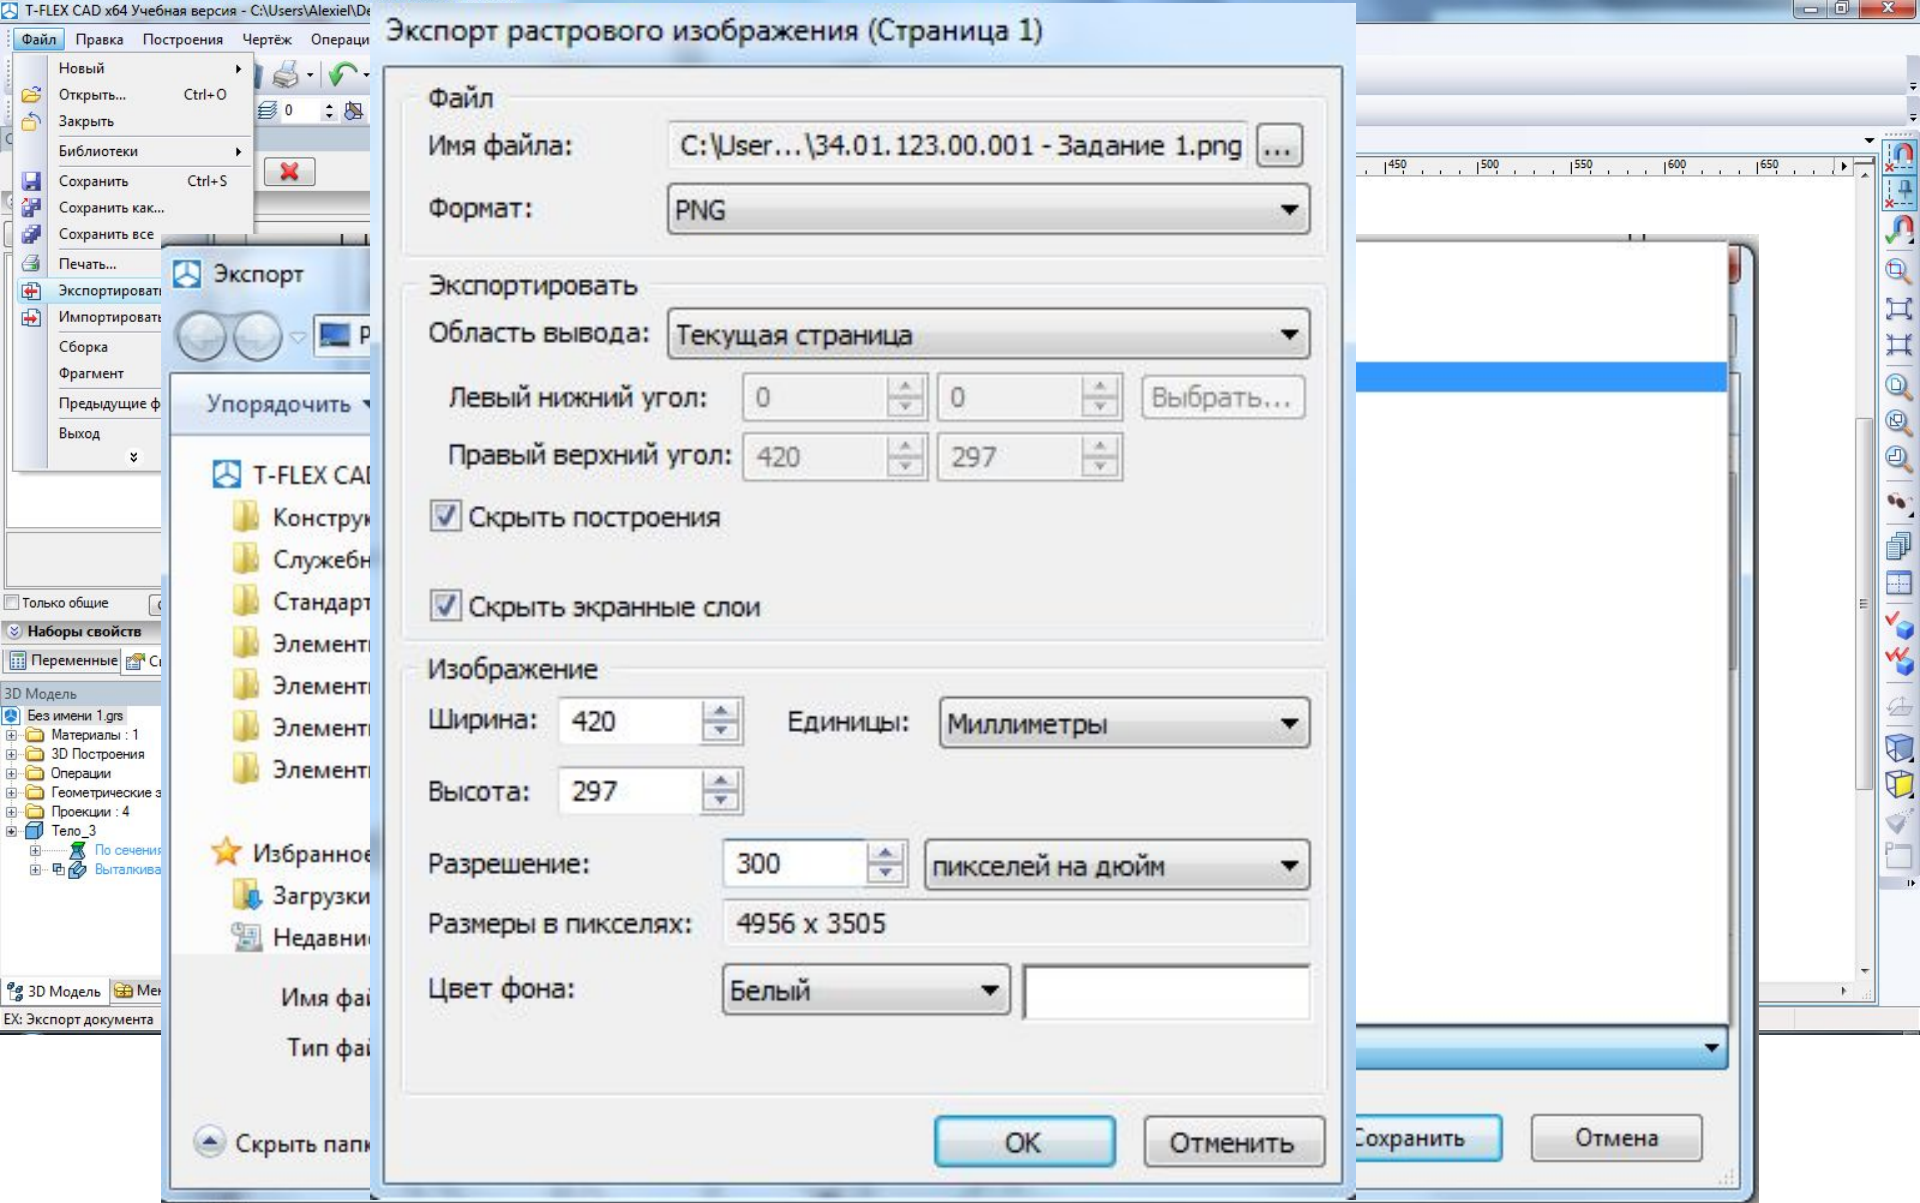 T-FLEX CAD x64 Учебная версия - C:\Users\Alexiel\De
Файл Правка Построения Чертёж Операци
Новый
Открыть... Ctrl+O
Закрыть
Библиотеки
Сохранить Ctrl+S
Сохранить как...
Сохранить все
Печать...
Экспортироват
Импортировать
Сборка
Фрагмент
Предыдущие ф
Выход
0
450 500 550 600 650
Экспорт
Упорядочить
T-FLEX CAD
Конструк
Служебн
Стандарт
Элемент
Элемент
Элемент
Элемент
Избранное
Загрузки
Недавни
Имя фай
Тип фай
Скрыть папк
Сохранить Отмена
Только общие
Наборы свойств
Переменные
3D Модель
Без имени 1.grs
Материалы : 1
3D Построения
Операции
Геометрические э
Проекции : 4
Тело_3
По сечения
Выталкива
3D Модель Мен
EX: Экспорт документа
Экспорт растрового изображения (Страница 1)
Файл
Имя файла: C:\User...\34.01.123.00.001 - Задание 1.png ...
Формат: PNG
Экспортировать
Область вывода: Текущая страница
Левый нижний угол: 0 0 Выбрать...
Правый верхний угол: 420 297
Скрыть построения
Скрыть экранные слои
Изображение
Ширина: 420 Единицы: Миллиметры
Высота: 297
Разрешение: 300 пикселей на дюйм
Размеры в пикселях: 4956 x 3505
Цвет фона: Белый
OK Отменить